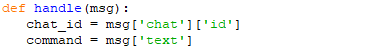 def handle(msg):
    chat_id = msg['chat']['id']
    command = msg['text']